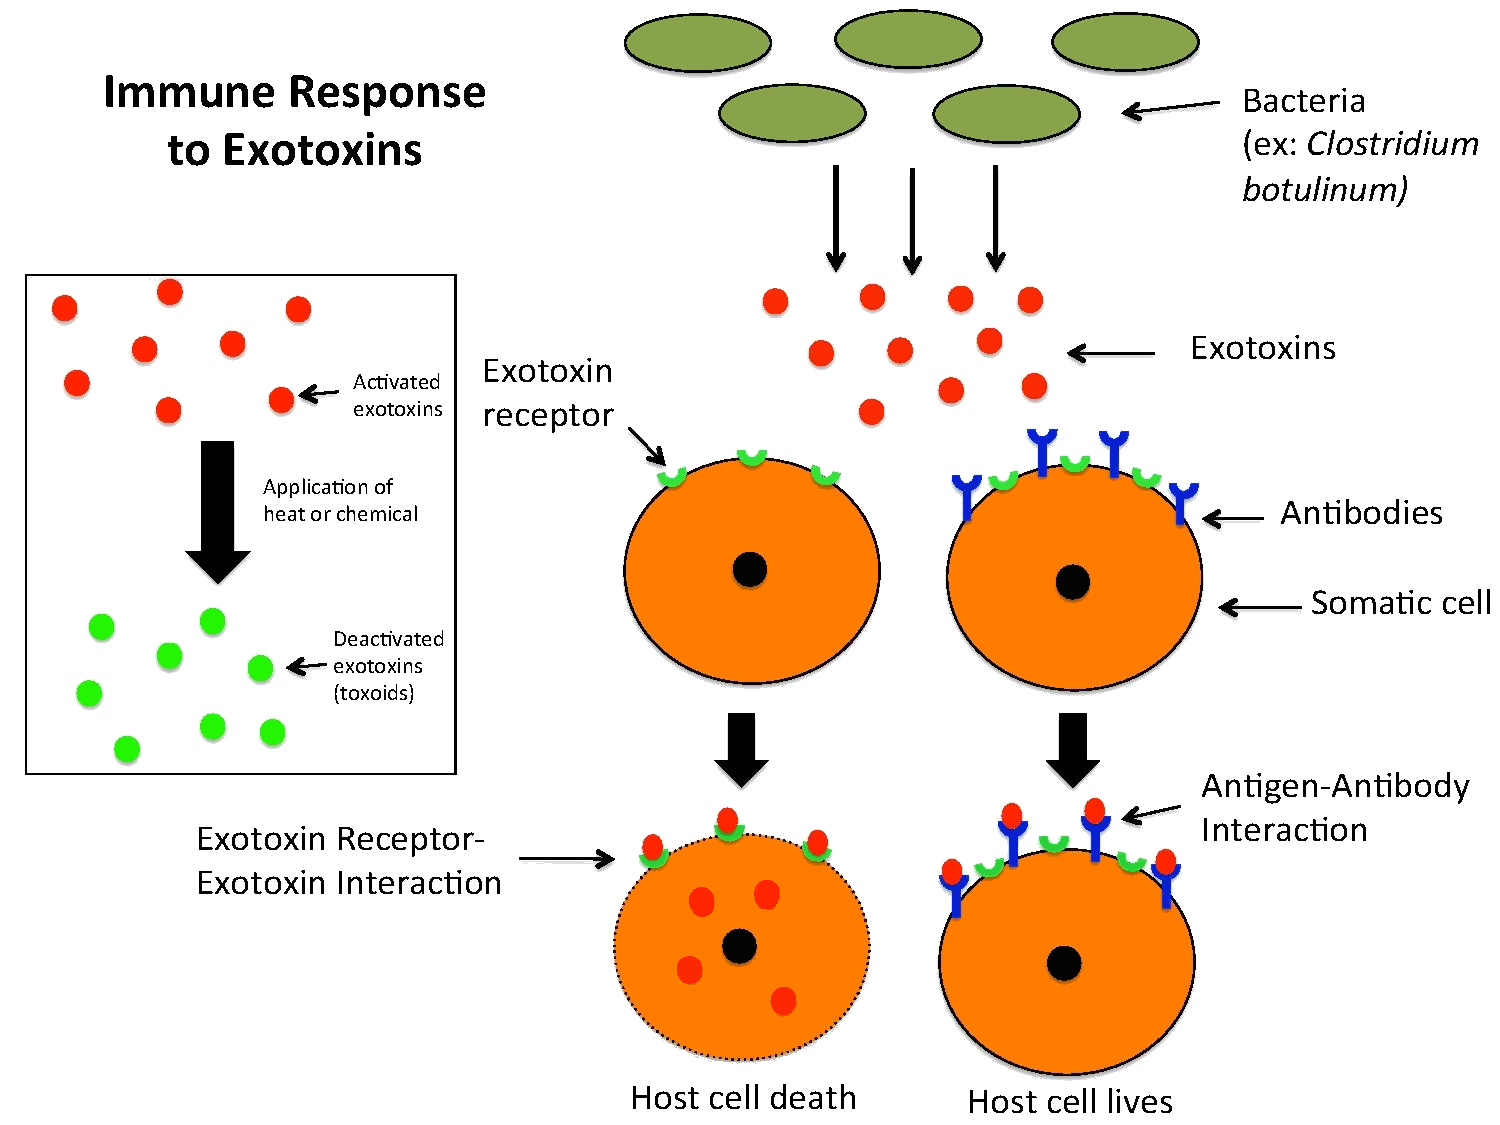 Immune Response
to Exotoxins
Bacteria
(ex: Clostridium
botulinum)
Activated
exotoxins
Application of
heat or chemical
Deactivated
exotoxins
(toxoids)
Exotoxin
receptor
Exotoxins
Antibodies
Somatic cell
Exotoxin Receptor-
Exotoxin Interaction
Antigen-Antibody
Interaction
Host cell death
Host cell lives